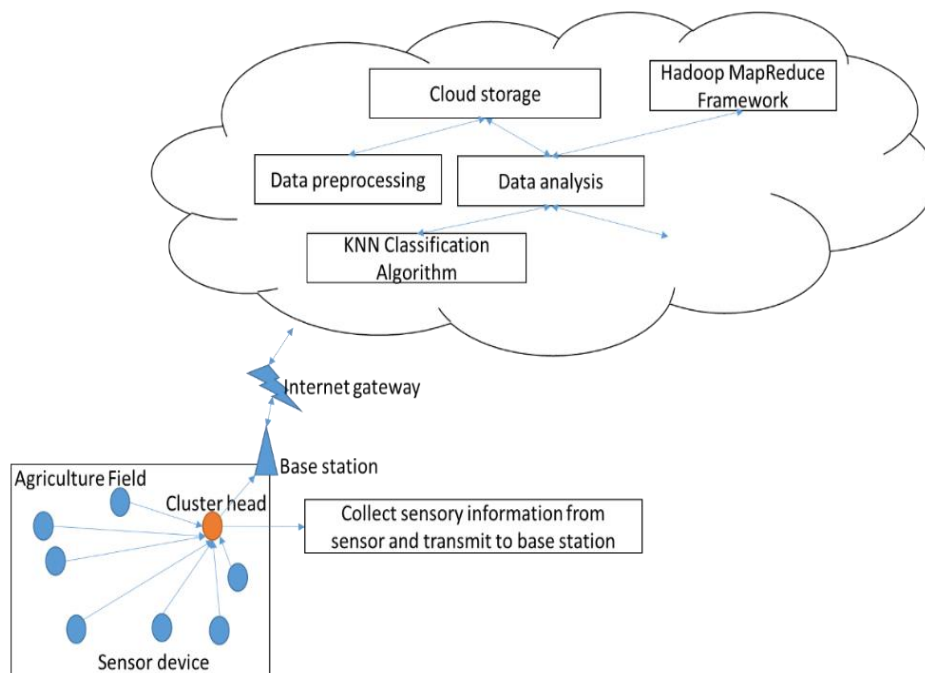 Cloud storage
Hadoop MapReduce
Framework
Data preprocessing
Data analysis
KNN Classification
Algorithm
Internet gateway
Base station
Agriculture Field
Cluster head
Collect sensory information from
sensor and transmit to base station
Sensor device